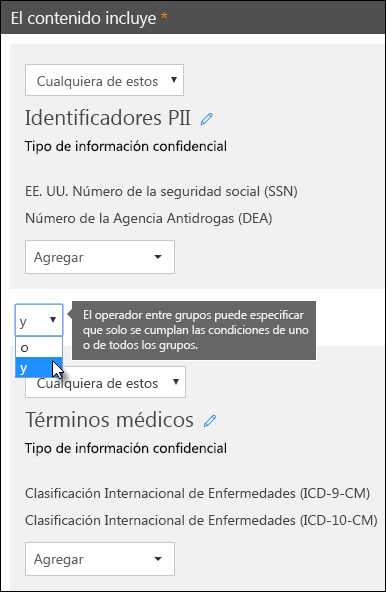 El contenido incluye *
Cualquiera de estos
Identificadores PII
Tipo de información confidencial
EE. UU. Número de la seguridad social (SSN)
Número de la Agencia Antidrogas (DEA)
Agregar
y
El operador entre grupos puede especificar
que solo se cumplan las condiciones de uno
o de todos los grupos.
o
y
Cualquiera de estos
Términos médicos
Tipo de información confidencial
Clasificación Internacional de Enfermedades (ICD-9-CM)
Clasificación Internacional de Enfermedades (ICD-10-CM)
Agregar